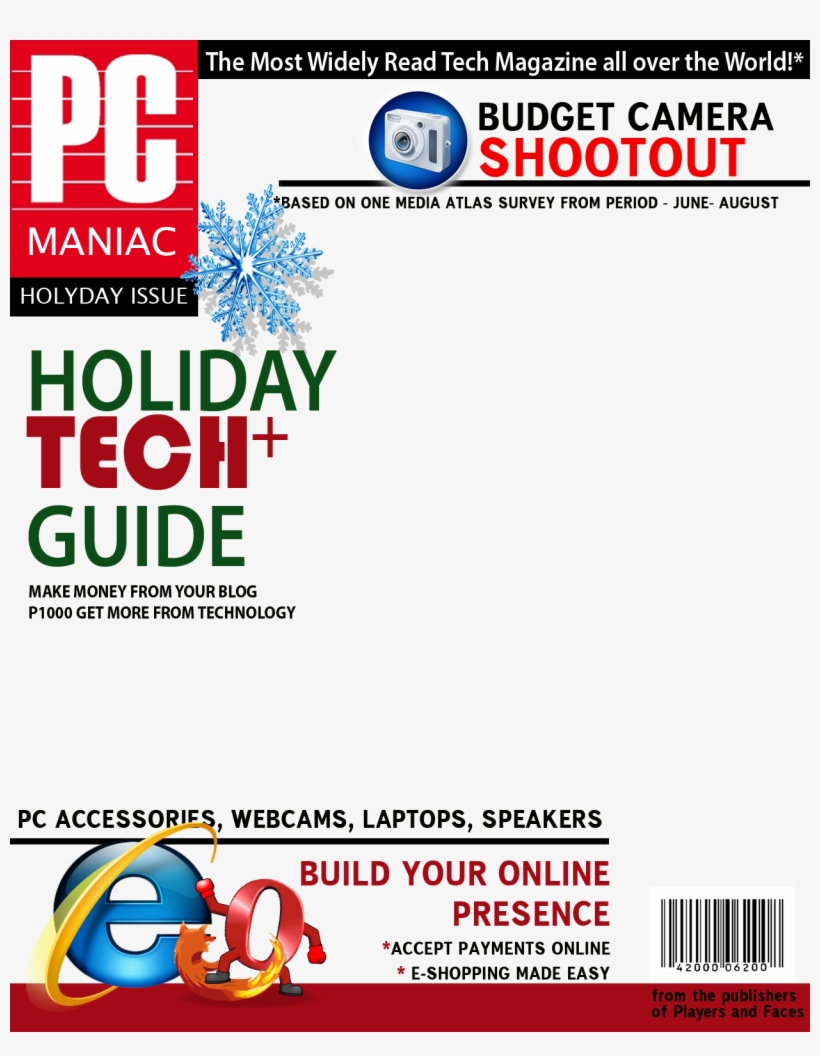 PC
MANIAC
HOLYDAY ISSUE
The Most Widely Read Tech Magazine all over the World!*
BUDGET CAMERA
SHOOTOUT
*BASED ON ONE MEDIA ATLAS SURVEY FROM PERIOD - JUNE- AUGUST
HOLIDAY
TECH+
GUIDE
MAKE MONEY FROM YOUR BLOG
P1000 GET MORE FROM TECHNOLOGY
PC ACCESSORIES, WEBCAMS, LAPTOPS, SPEAKERS
BUILD YOUR ONLINE
PRESENCE
*ACCEPT PAYMENTS ONLINE
* E-SHOPPING MADE EASY
42000 06200
from the publishers
of Players and Faces